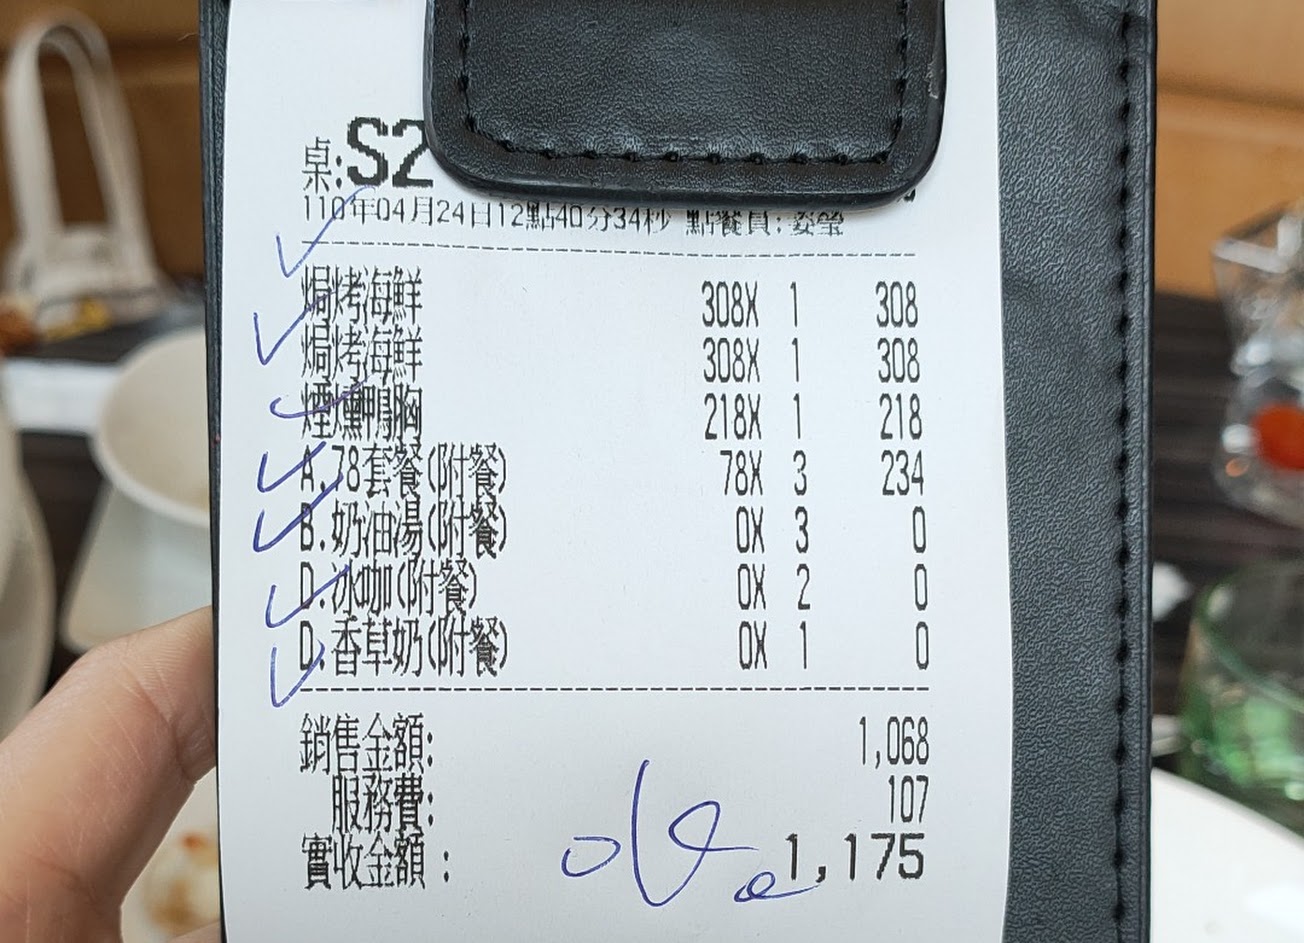 桌:S2
110年04月24日12點40分34秒 點餐員:姿瑩
焗烤海鮮 308X 1 308
焗烤海鮮 308X 1 308
煙燻鴨胸 218X 1 218
A.78套餐(附餐) 78X 3 234
B.奶油湯(附餐) 0X 3 0
D.冰咖(附餐) 0X 2 0
D.香草奶(附餐) 0X 1 0
銷售金額: 1,068
服務費: 107
實收金額: 1,175